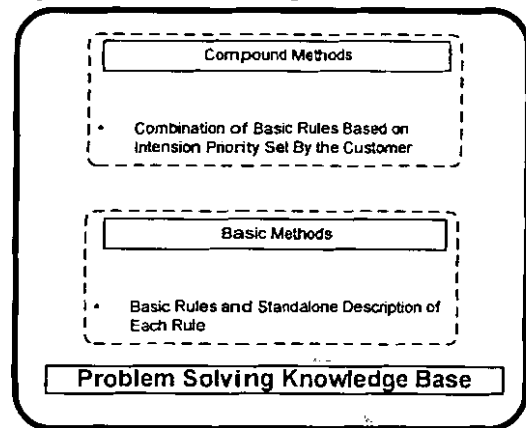 Compound Methods
• Combination of Basic Rules Based on
Intension Priority Set By the Customer
Basic Methods
• Basic Rules and Standalone Description of
Each Rule
Problem Solving Knowledge Base